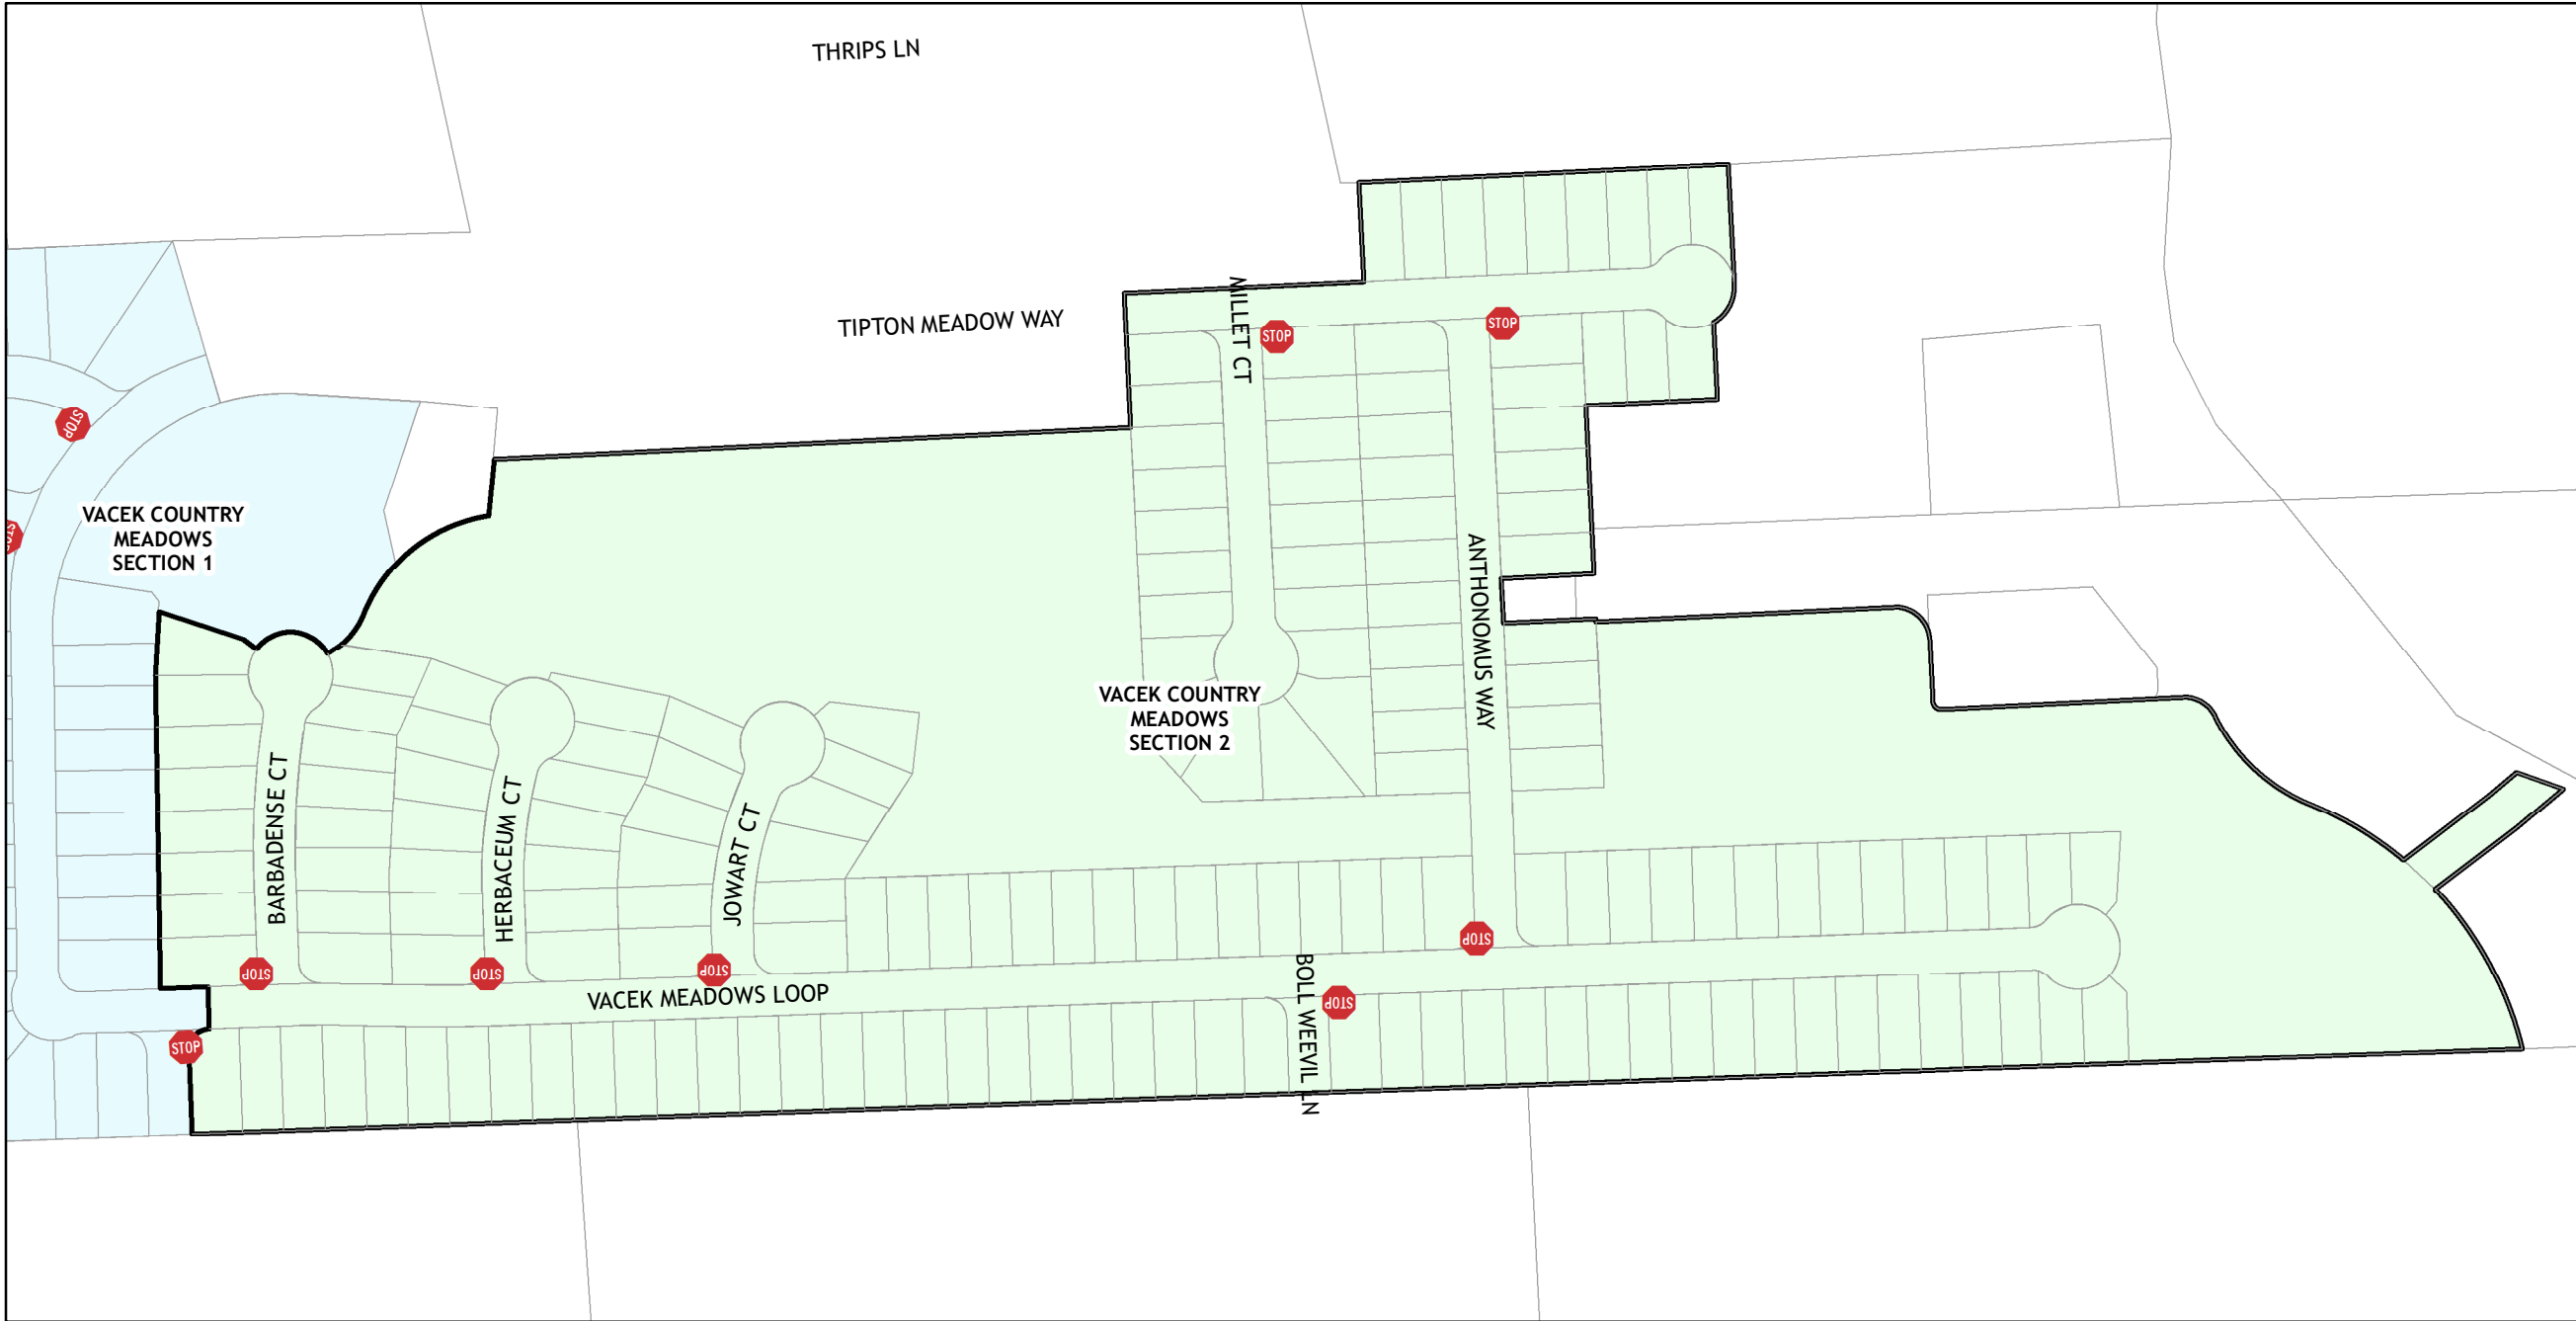 THRIPS LN
TIPTON MEADOW WAY
MILLET CT
STOP
STOP
STOP
STOP
VACEK COUNTRY
MEADOWS
SECTION 1
ANTHONOMUS WAY
VACEK COUNTRY
MEADOWS
SECTION 2
BARBADENSE CT
HERBACEUM CT
JOWART CT
STOP
STOP
STOP
STOP
VACEK MEADOWS LOOP
BOLL WEEVIL LN
STOP
STOP